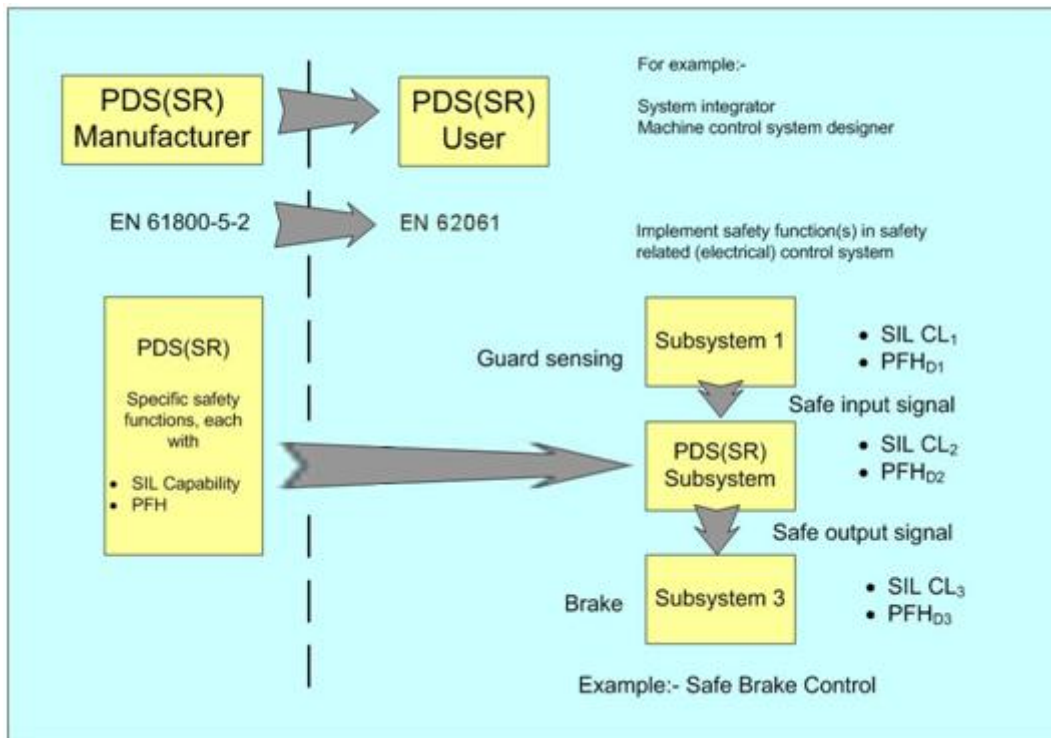 PDS(SR)
Manufacturer
PDS(SR)
User
For example:-
System integrator
Machine control system designer
EN 61800-5-2
EN 62061
Implement safety function(s) in safety
related (electrical) control system
PDS(SR)
Specific safety
functions, each
with
• SIL Capability
• PFH
Guard sensing
Subsystem 1
• SIL CL₁
• PFH_D1
Safe input signal
PDS(SR)
Subsystem
• SIL CL₂
• PFH_D2
Safe output signal
Brake
Subsystem 3
• SIL CL₃
• PFH_D3
Example:- Safe Brake Control